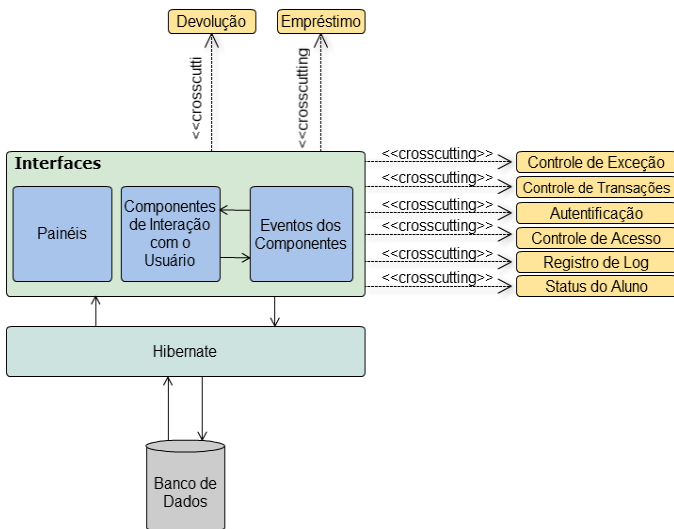 Devolução
Empréstimo
<<crosscutti
<<crosscutting
Interfaces
Painéis
Componentes
de Interação
com o
Usuário
Eventos dos
Componentes
<<crosscutting>>
Controle de Exceção
<<crosscutting>>
Controle de Transações
<<crosscutting>>
Autentificação
<<crosscutting>>
Controle de Acesso
<<crosscutting>>
Registro de Log
<<crosscutting>>
Status do Aluno
Hibernate
Banco de
Dados